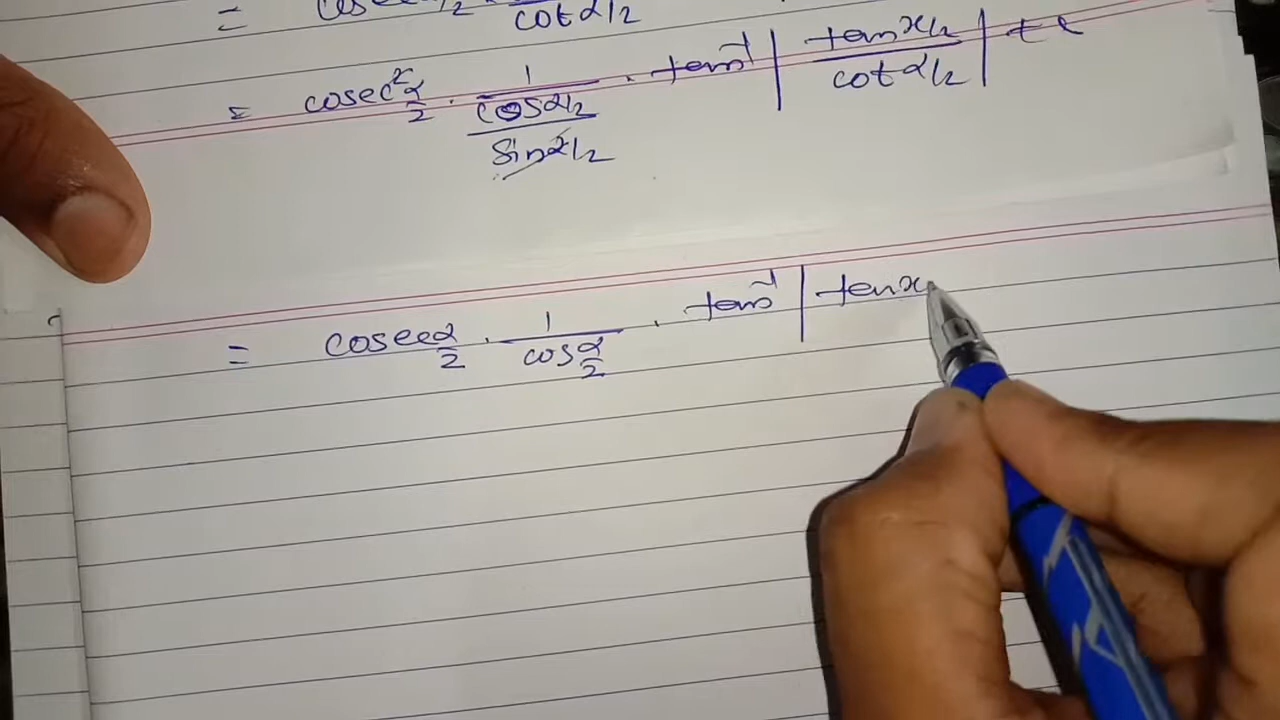 = cosec α/2 . cot α/2
= cosec² α/2 . 1/(cos α/2 / sin α/2) . tan⁻¹ | tan x/2 / cot α/2 | + c
= cosec α/2 . 1/cos α/2 . tan⁻¹ | tan x